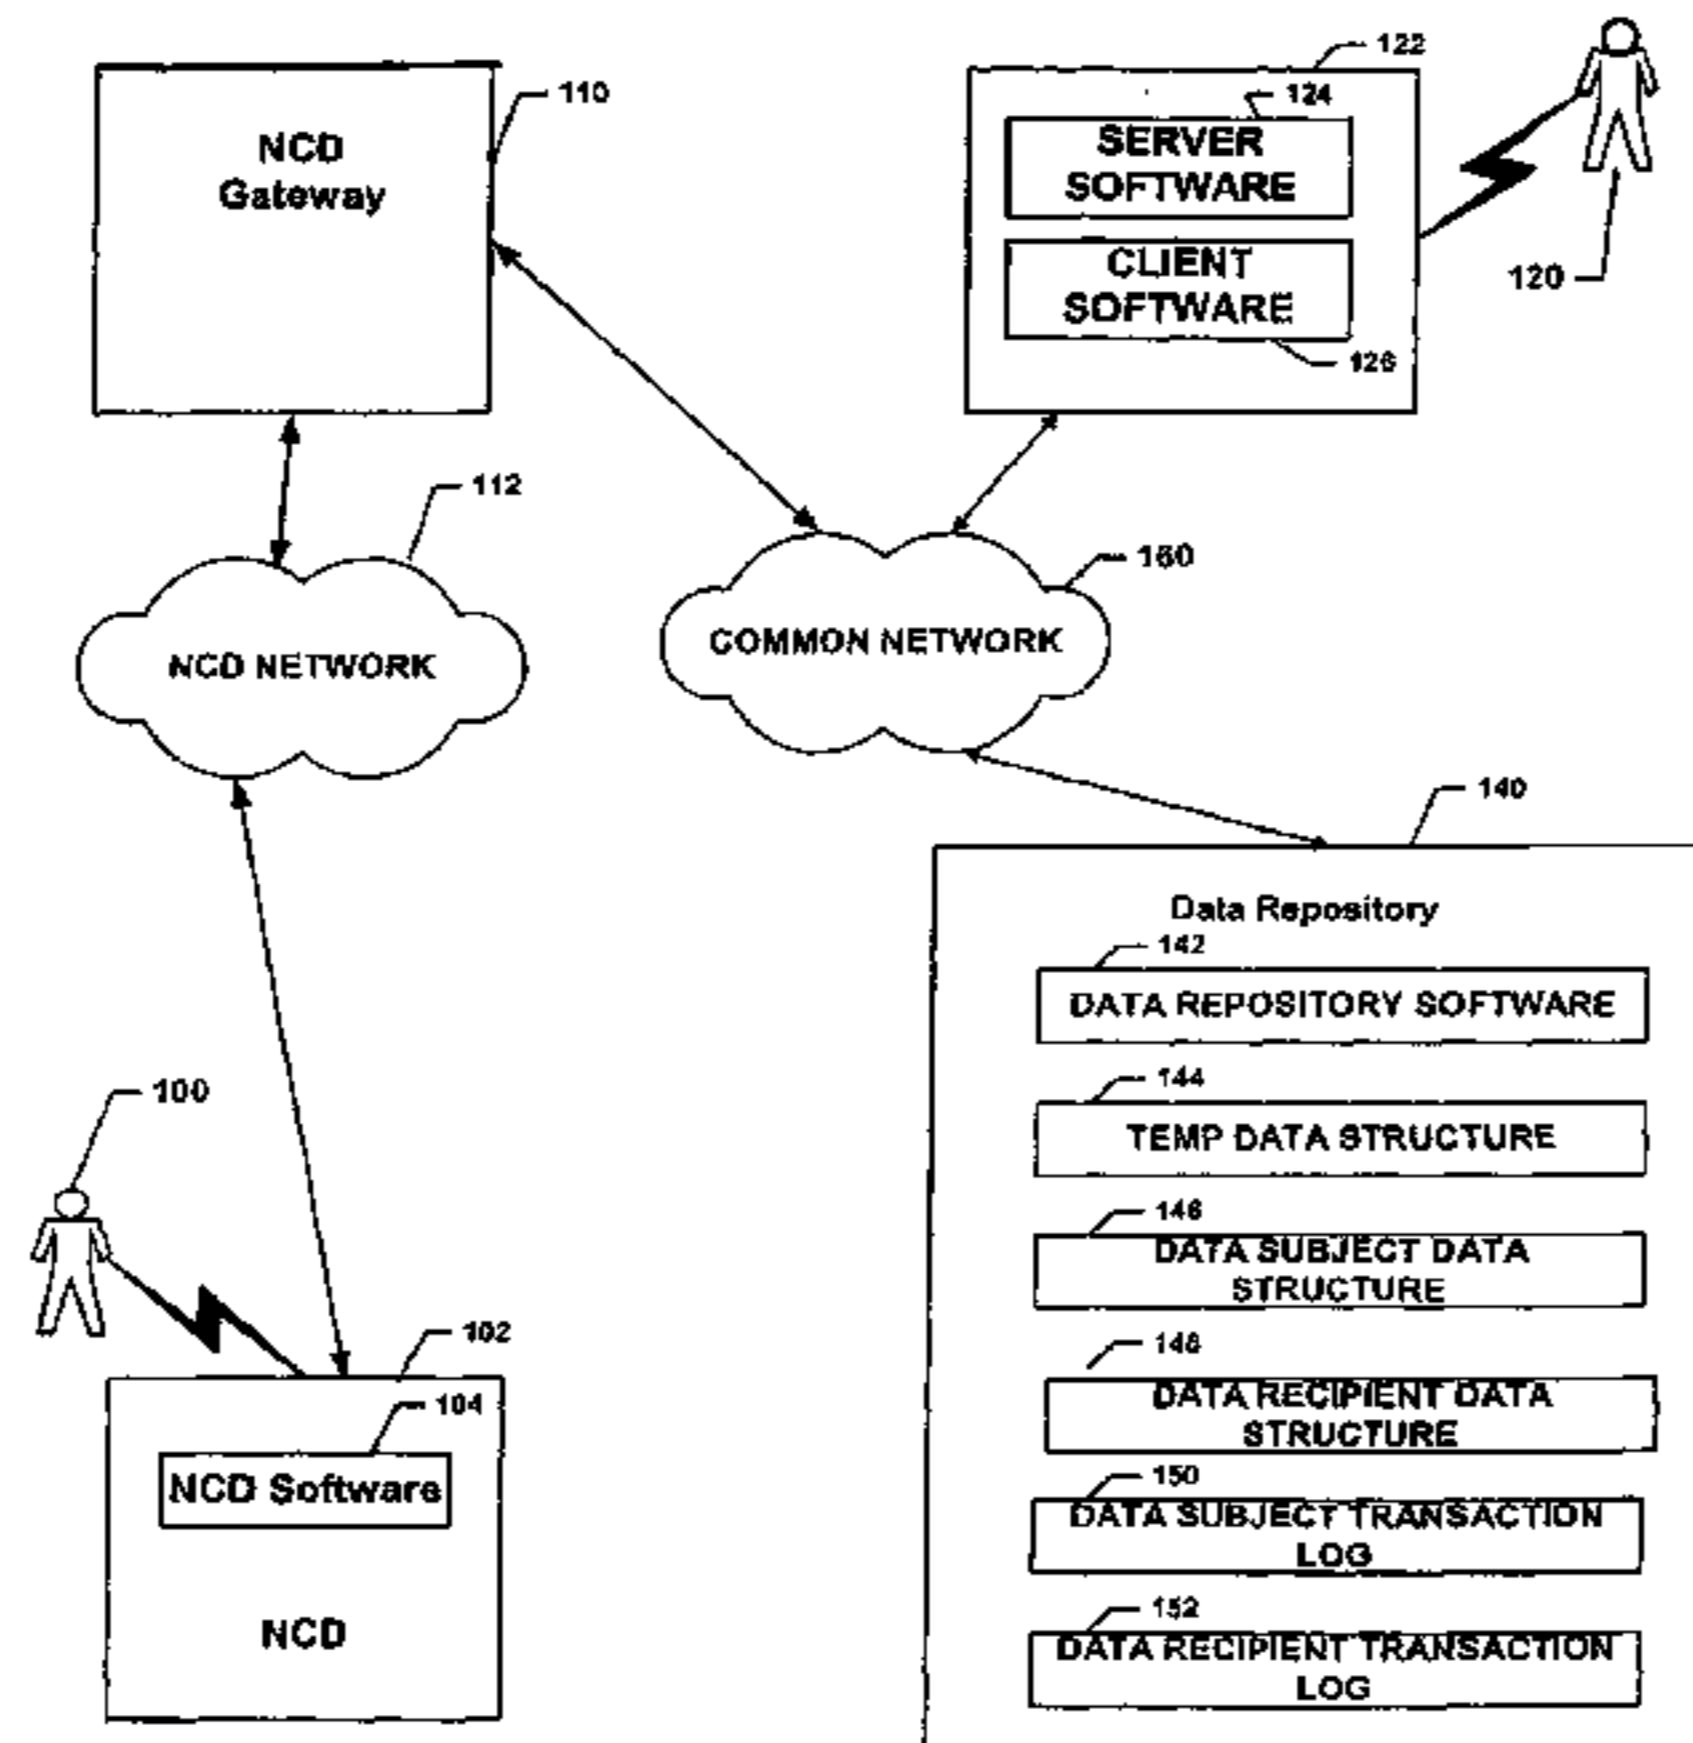 110
NCD
Gateway
122
124
SERVER
SOFTWARE
CLIENT
SOFTWARE
126
120
112
NCD NETWORK
160
COMMON NETWORK
140
Data Repository
142
DATA REPOSITORY SOFTWARE
144
TEMP DATA STRUCTURE
146
DATA SUBJECT DATA
STRUCTURE
148
DATA RECIPIENT DATA
STRUCTURE
150
DATA SUBJECT TRANSACTION
LOG
152
DATA RECIPIENT TRANSACTION
LOG
100
102
104
NCD Software
NCD